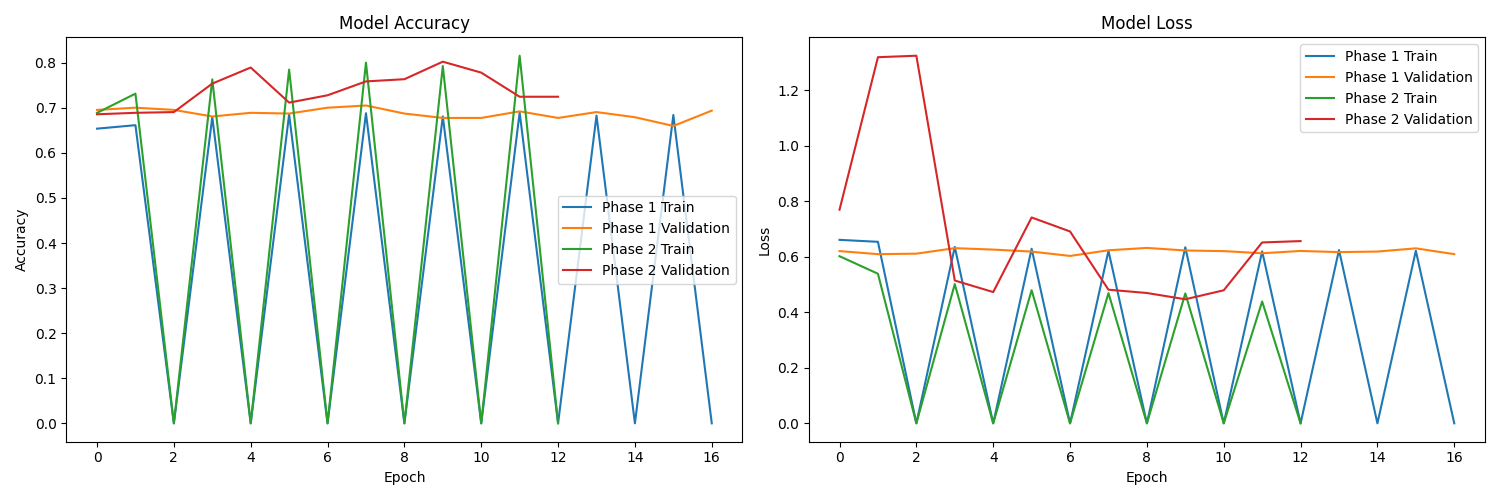 Model Accuracy
Accuracy
0.8
0.7
0.6
0.5
0.4
0.3
0.2
0.1
0.0
Phase 1 Train
Phase 1 Validation
Phase 2 Train
Phase 2 Validation
0 2 4 6 8 10 12 14 16
Epoch
Model Loss
Loss
1.2
1.0
0.8
0.6
0.4
0.2
0.0
Phase 1 Train
Phase 1 Validation
Phase 2 Train
Phase 2 Validation
0 2 4 6 8 10 12 14 16
Epoch